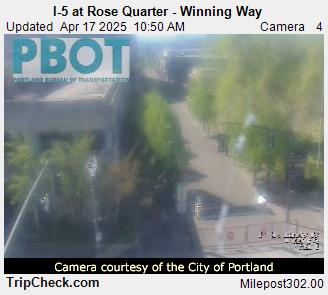 I-5 at Rose Quarter - Winning Way
Updated Apr 17 2025 10:50 AM Camera 4
PBOT
PORTLAND BUREAU OF TRANSPORTATION
Camera courtesy of the City of Portland
TripCheck.com Milepost302.00